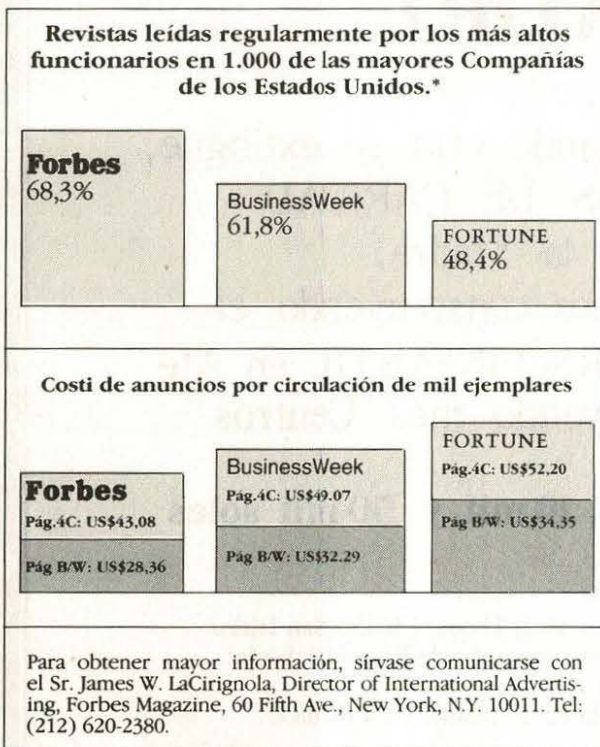 Revistas leídas regularmente por los más altos
funcionarios en 1.000 de las mayores Compañías
de los Estados Unidos.*
Forbes
68,3%
BusinessWeek
61,8%
FORTUNE
48,4%
Costi de anuncios por circulación de mil ejemplares
Forbes
Pág.4C: US$43,08
Pág B/W: US$28,36
BusinessWeek
Pág.4C: US$49.07
Pág B/W: US$32.29
FORTUNE
Pág.4C: US$52,20
Pág B/W: US$34,35
Para obtener mayor información, sírvase comunicarse con
el Sr. James W. LaCirignola, Director of International Advertis-
ing, Forbes Magazine, 60 Fifth Ave., New York, N.Y. 10011. Tel:
(212) 620-2380.